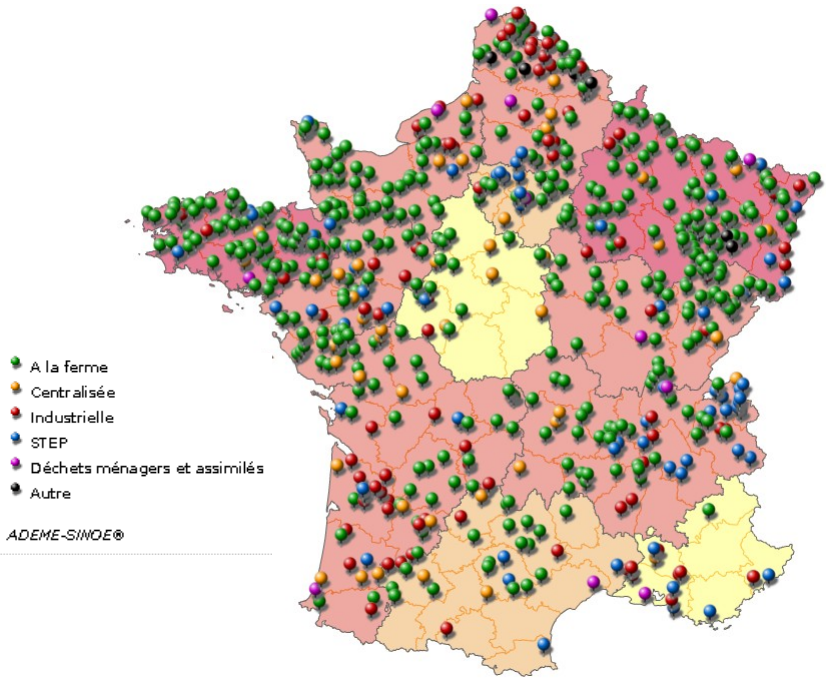 A la ferme
Centralisée
Industrielle
STEP
Déchets ménagers et assimilés
Autre
ADEME-SINOE®